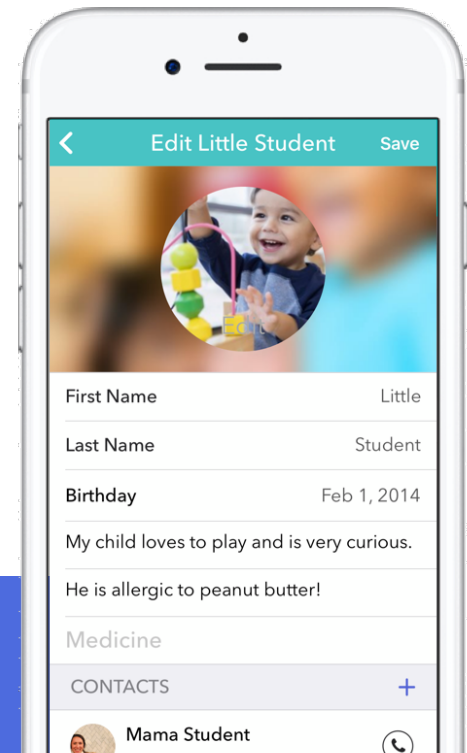 Edit Little Student Save
Edit
First Name Little
Last Name Student
Birthday Feb 1, 2014
My child loves to play and is very curious.
He is allergic to peanut butter!
Medicine
CONTACTS +
Mama Student